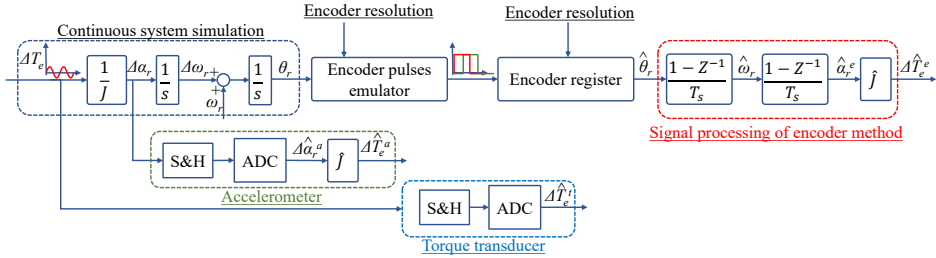 Encoder resolution
Encoder resolution
Continuous system simulation
ΔT_e
1/J
Δα_r
1/s
Δω_r
+
+
ω_r
1/s
θ_r
Encoder pulses
emulator
Encoder register
θ̂_r
1 − Z⁻¹
T_s
ω̂_r
1 − Z⁻¹
T_s
α̂_r^e
Ĵ
ΔT̂_e^e
Signal processing of encoder method
S&H
ADC
Δα̂_r^a
Ĵ
ΔT̂_e^a
Accelerometer
S&H
ADC
ΔT̂_e^t
Torque transducer